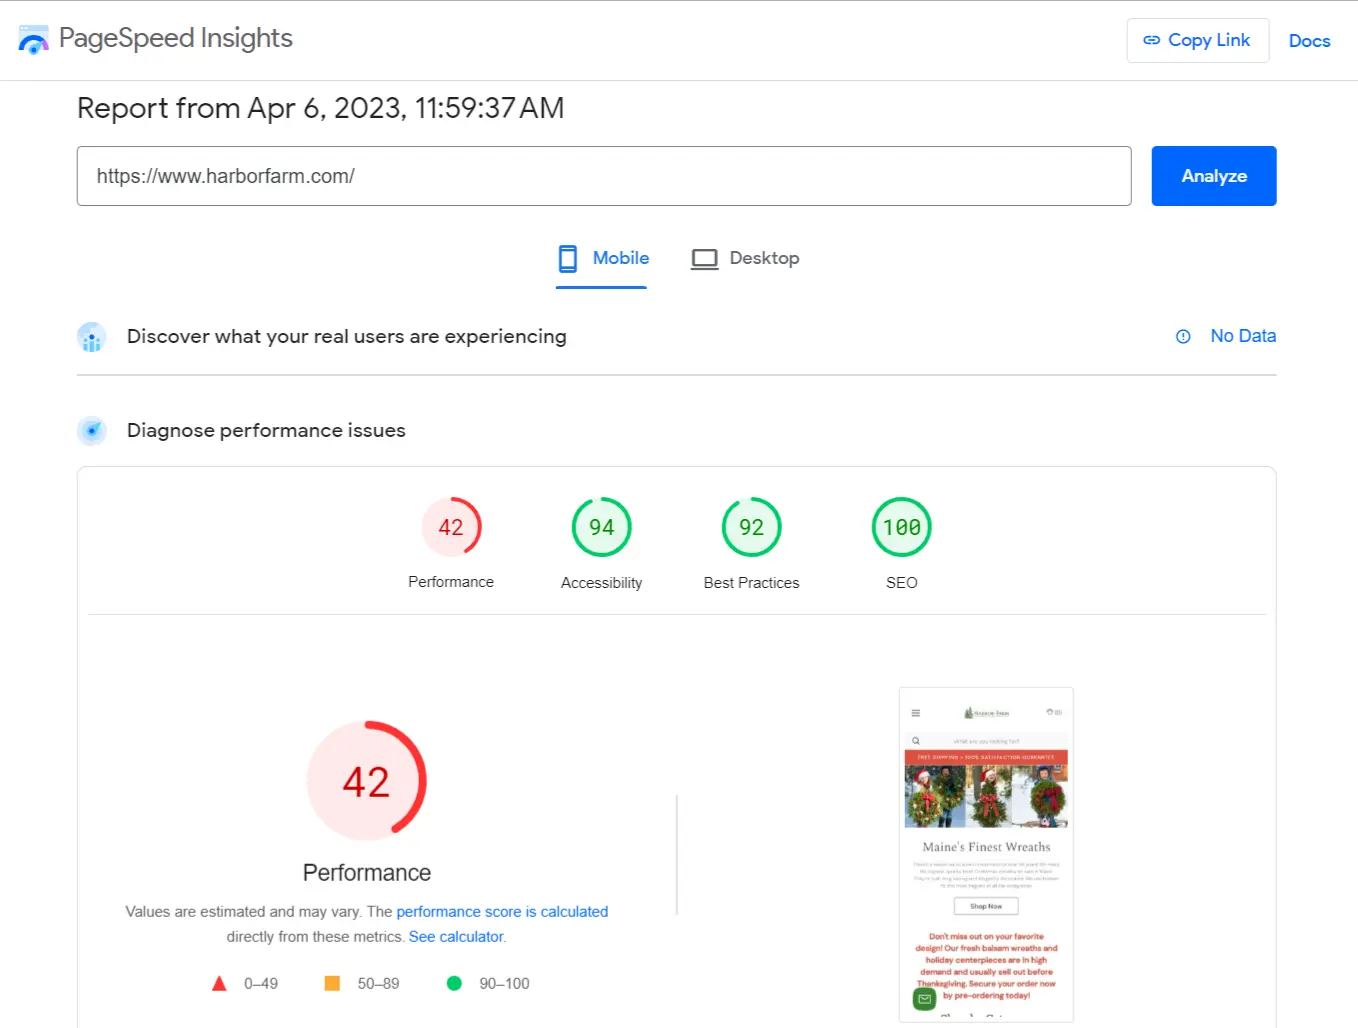 PageSpeed Insights
Copy Link
Docs
Report from Apr 6, 2023, 11:59:37 AM
https://www.harborfarm.com/
Analyze
Mobile
Desktop
Discover what your real users are experiencing
No Data
Diagnose performance issues
42
94
92
100
Performance
Accessibility
Best Practices
SEO
42
Performance
Values are estimated and may vary. The performance score is calculated
directly from these metrics. See calculator.
0–49
50–89
90–100
HARBOR FARM
What are you looking for?
FREE SHIPPING + 100% SATISFACTION GUARANTEE
Maine's Finest Wreaths
Shop Now
Don't miss out on your favorite
design! Our fresh balsam wreaths and
holiday centerpieces are in high
demand and usually sell out before
Thanksgiving. Secure your order now
by pre-ordering today!